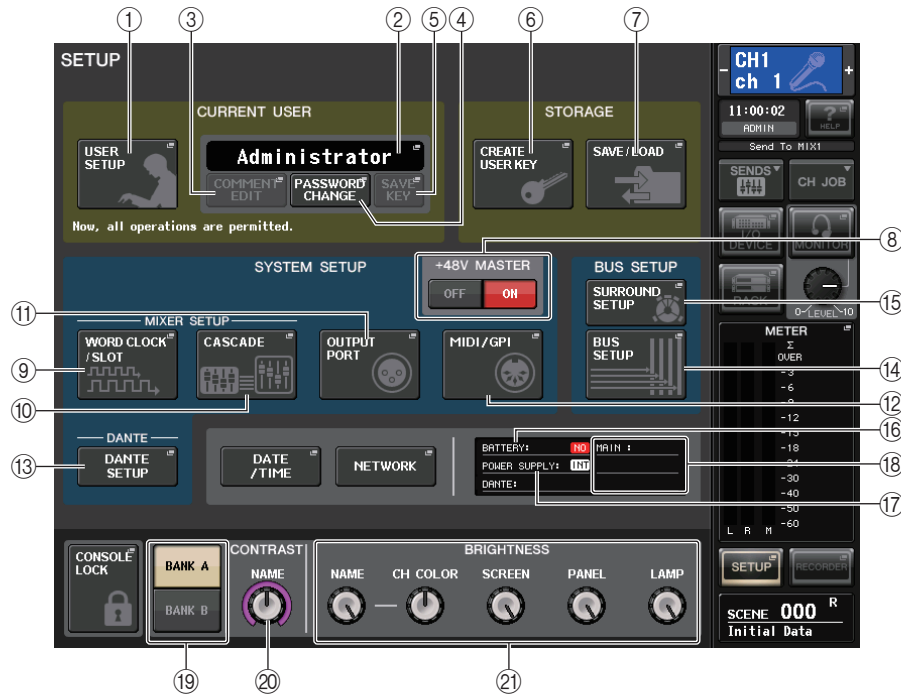 ① ③ ② ⑤ ④ ⑥ ⑦
SETUP
CURRENT USER
STORAGE
USER SETUP
Administrator
COMMENT EDIT
PASSWORD CHANGE
SAVE KEY
Now, all operations are permitted.
CREATE USER KEY
SAVE/LOAD
- CH1 +
ch 1
11:00:02
ADMIN
? HELP
Send To MIX1
SENDS
CH JOB
I/O DEVICE
MONITOR
RACK
0 LEVEL 10
⑧
SYSTEM SETUP
+48V MASTER
OFF ON
BUS SETUP
SURROUND SETUP
⑮
⑪
MIXER SETUP
WORD CLOCK /SLOT
CASCADE
OUTPUT PORT
MIDI/GPI
BUS SETUP
⑨
⑩
⑭
⑫
⑬
DANTE
DANTE SETUP
DATE /TIME
NETWORK
BATTERY: NO
POWER SUPPLY: INT
DANTE:
MAIN :
⑯
⑱
⑰
METER
Σ
OVER
-3
-6
-9
-12
-15
-18
-24
-30
-40
-50
-60
L R M
CONSOLE LOCK
BANK A
BANK B
CONTRAST
NAME
BRIGHTNESS
NAME
CH COLOR
SCREEN
PANEL
LAMP
SETUP
RECORDER
SCENE 000 R
Initial Data
⑲ ⑳ ㉑